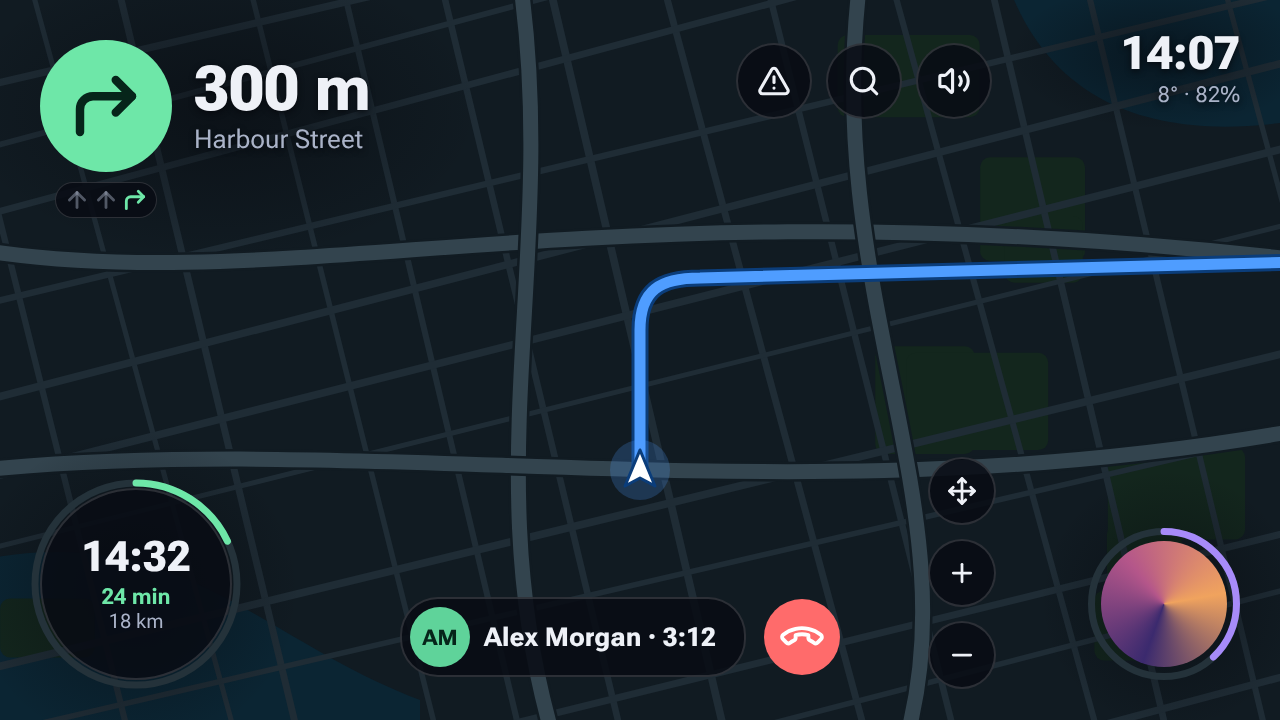 300 m
Harbour Street
14:07
8° · 82%
14:32
24 min
18 km
AM
Alex Morgan · 3:12